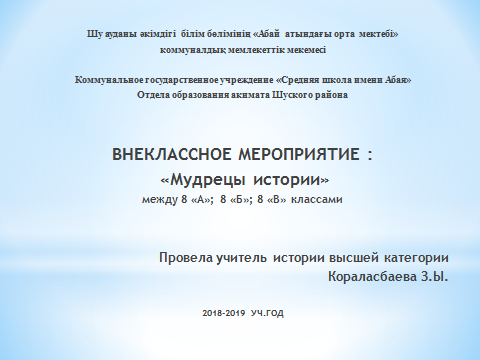 Шу ауданы әкімдігі білім бөлімінің «Абай атындағы орта мектебі»
коммуналдық мемлекеттік мекемесі
Коммунальное государственное учреждение «Средняя школа имени Абая»
Отдела образования акимата Шуского района
ВНЕКЛАССНОЕ МЕРОПРИЯТИЕ :
«Мудрецы истории»
между 8 «А»; 8 «Б»; 8 «В» классами
Провела учитель истории высшей категории
Кораласбаева З.Ы.
2018-2019 УЧ.ГОД